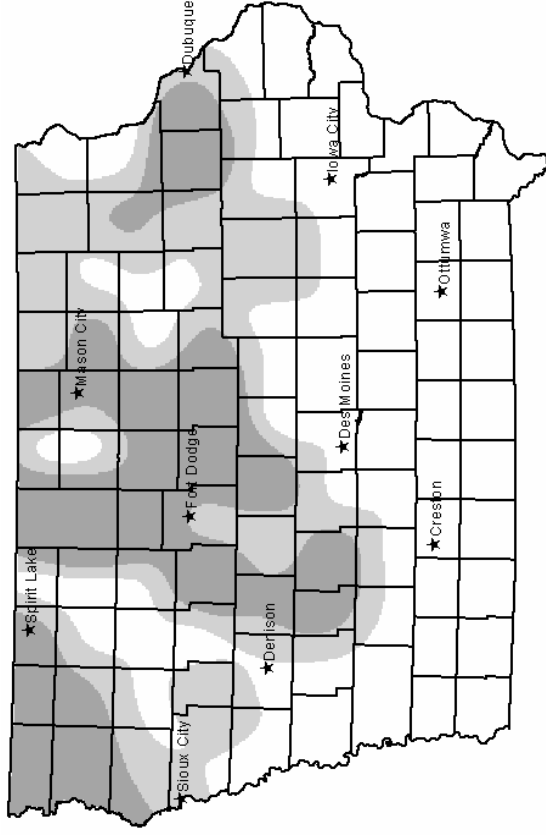 Dubuque
Iowa City
Ottumwa
Mason City
Des Moines
Fort Dodge
Creston
Spirit Lake
Denison
Sioux City